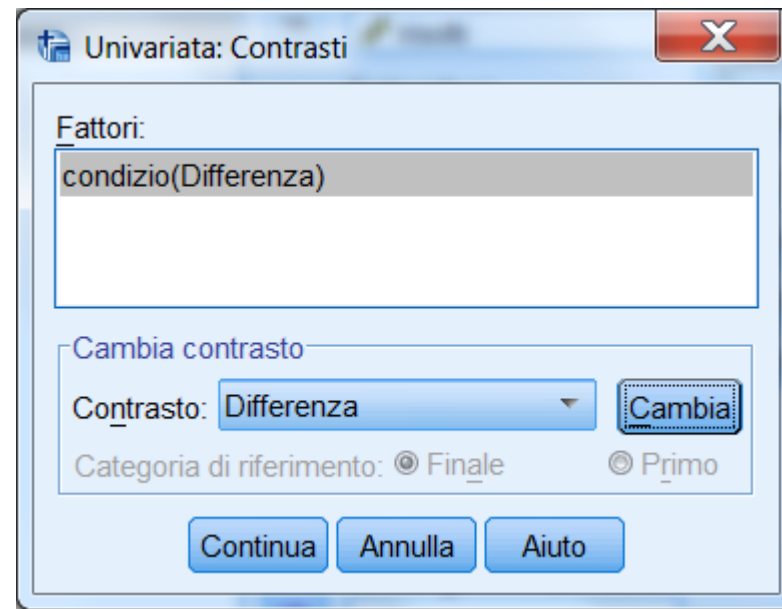 Univariata: Contrasti
Fattori:
condizio(Differenza)
Cambia contrasto
Contrasto: Differenza Cambia
Categoria di riferimento: Finale Primo
Continua Annulla Aiuto